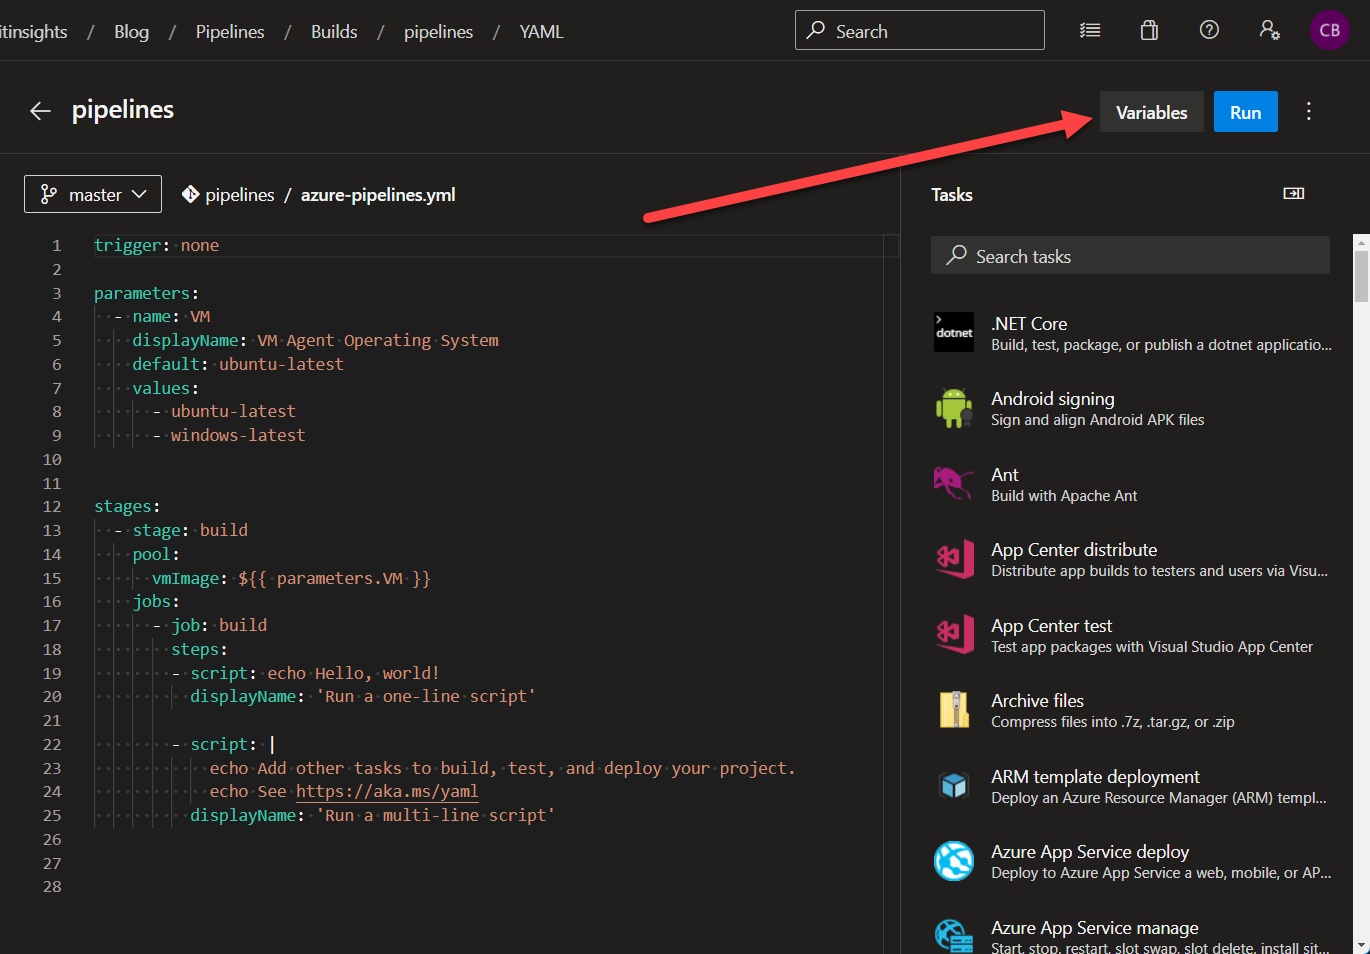 itinsights / Blog / Pipelines / Builds / pipelines / YAML
Search
CB
pipelines
Variables
Run
master
pipelines / azure-pipelines.yml
1 trigger: none
2
3 parameters:
4 - name: VM
5 displayName: VM Agent Operating System
6 default: ubuntu-latest
7 values:
8 - ubuntu-latest
9 - windows-latest
10
11
12 stages:
13 - stage: build
14 pool:
15 vmImage: ${{ parameters.VM }}
16 jobs:
17 - job: build
18 steps:
19 - script: echo Hello, world!
20 displayName: 'Run a one-line script'
21
22 - script: |
23 echo Add other tasks to build, test, and deploy your project.
24 echo See https://aka.ms/yaml
25 displayName: 'Run a multi-line script'
26
27
28
Tasks
Search tasks
dotnet
.NET Core
Build, test, package, or publish a dotnet applicatio...
Android signing
Sign and align Android APK files
Ant
Build with Apache Ant
App Center distribute
Distribute app builds to testers and users via Visu...
App Center test
Test app packages with Visual Studio App Center
Archive files
Compress files into .7z, .tar.gz, or .zip
ARM template deployment
Deploy an Azure Resource Manager (ARM) templ...
Azure App Service deploy
Deploy to Azure App Service a web, mobile, or AP...
Azure App Service manage
Start, stop, restart, slot swap, slot delete, install sit...